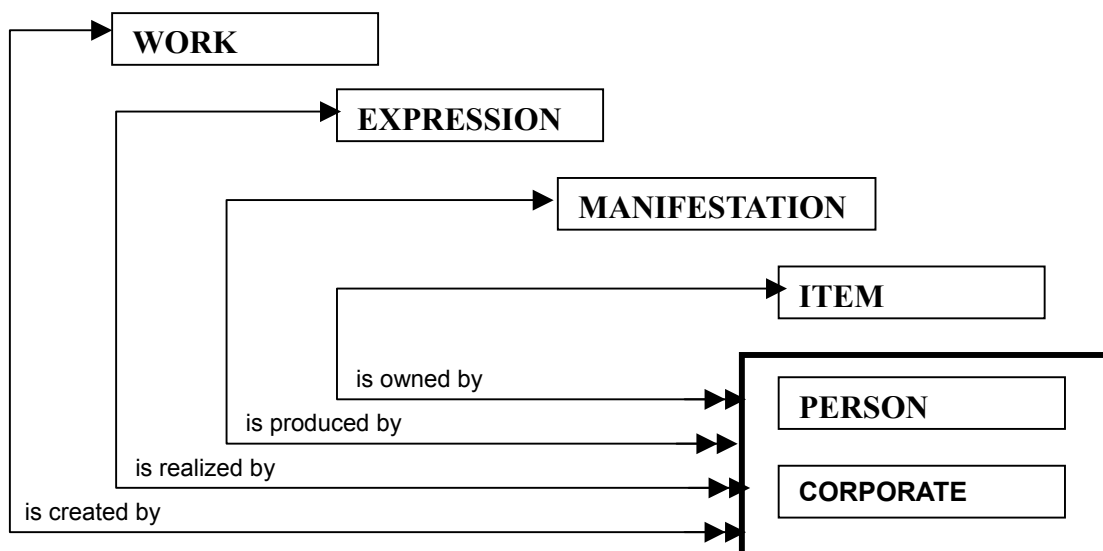 WORK
EXPRESSION
MANIFESTATION
ITEM
is owned by
PERSON
is produced by
is realized by
CORPORATE
is created by